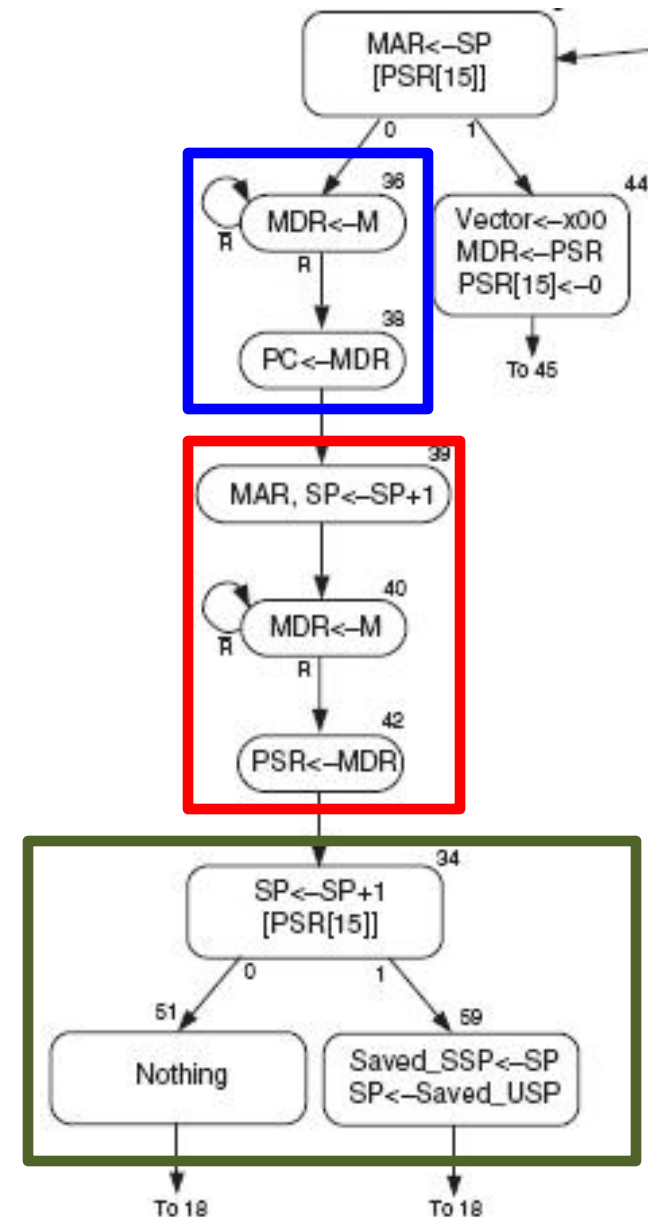 MAR<–SP
[PSR[15]]
0
1
36
MDR<–M
R̅
R
38
PC<–MDR
44
Vector<–x00
MDR<–PSR
PSR[15]<–0
To 45
39
MAR, SP<–SP+1
40
MDR<–M
R̅
R
42
PSR<–MDR
34
SP<–SP+1
[PSR[15]]
0
1
51
Nothing
59
Saved_SSP<–SP
SP<–Saved_USP
To 18
To 18